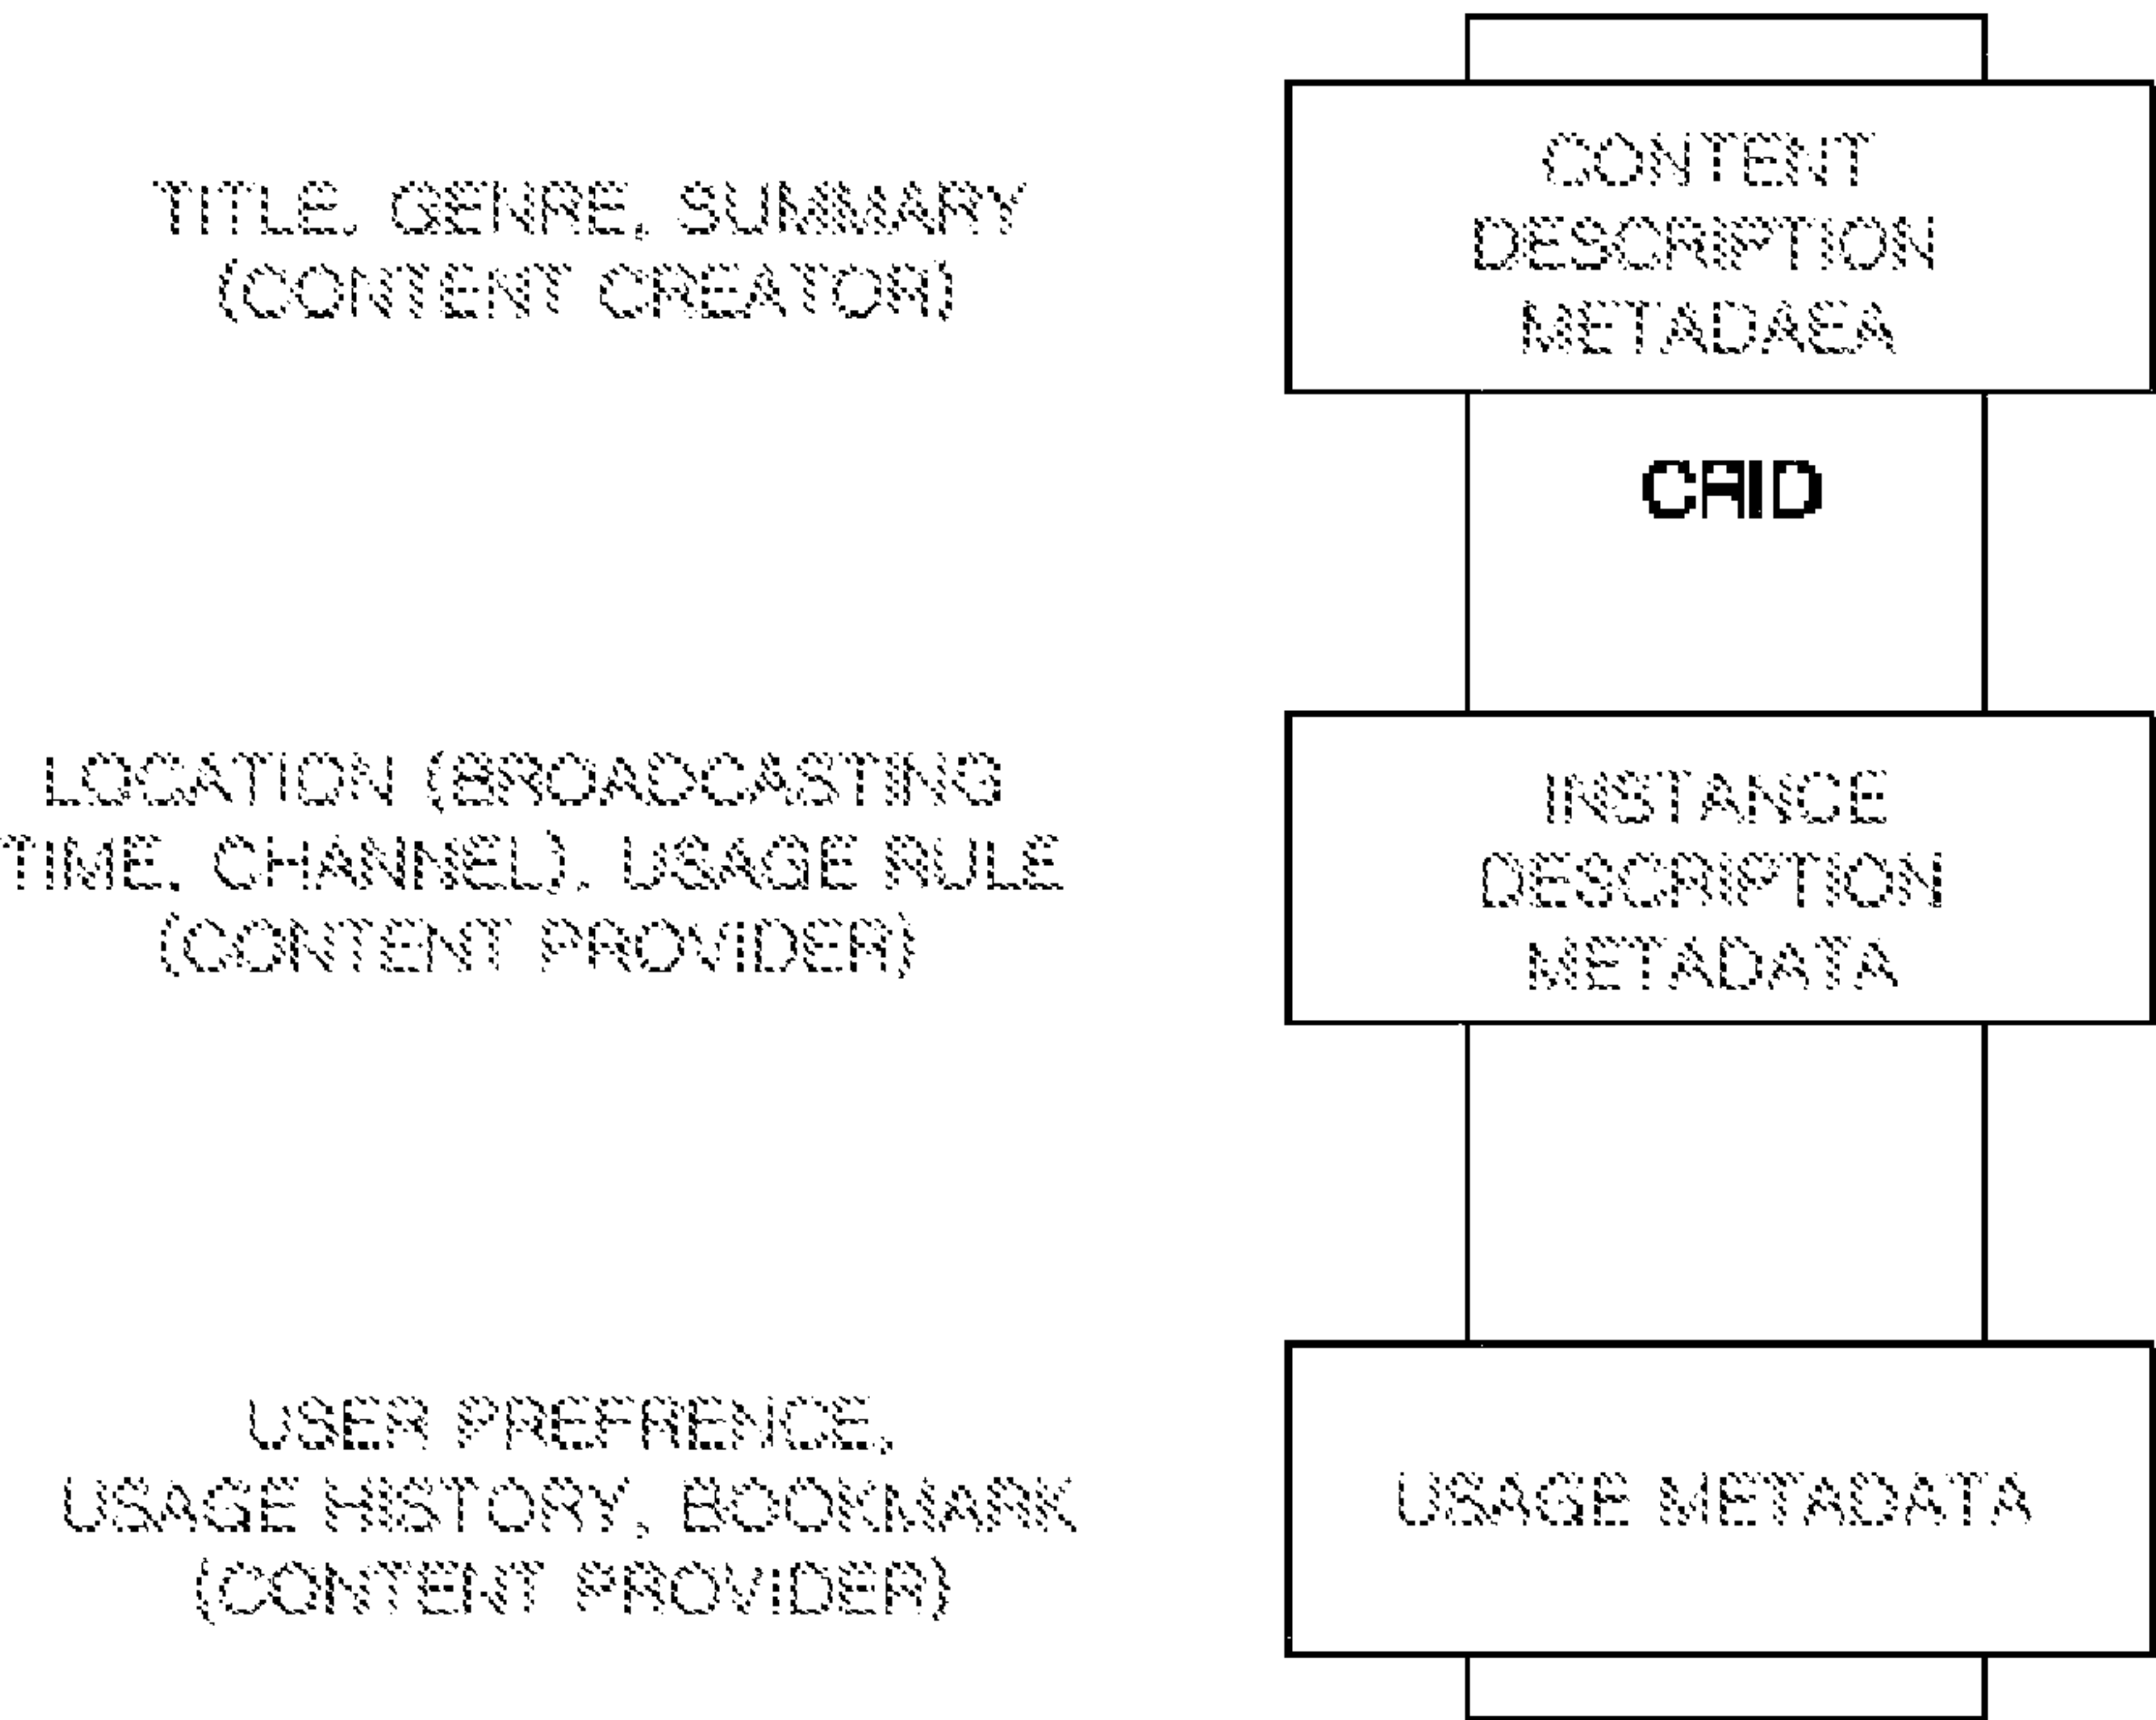 TITLE, GENRE, SUMMARY
(CONTENT CREATOR)
CONTENT
DESCRIPTION
METADAEA
CRID
LOCATION (BROADCASTING
TIME, CHANNEL), USAGE RULE
(CONTENT PROVIDER)
INSTANCE
DESCRIPTION
METADATA
USER PREFRENCE,
USAGE HISTORY, BOOKMARK
(CONTENT PROVIDER)
USAGE METADATA